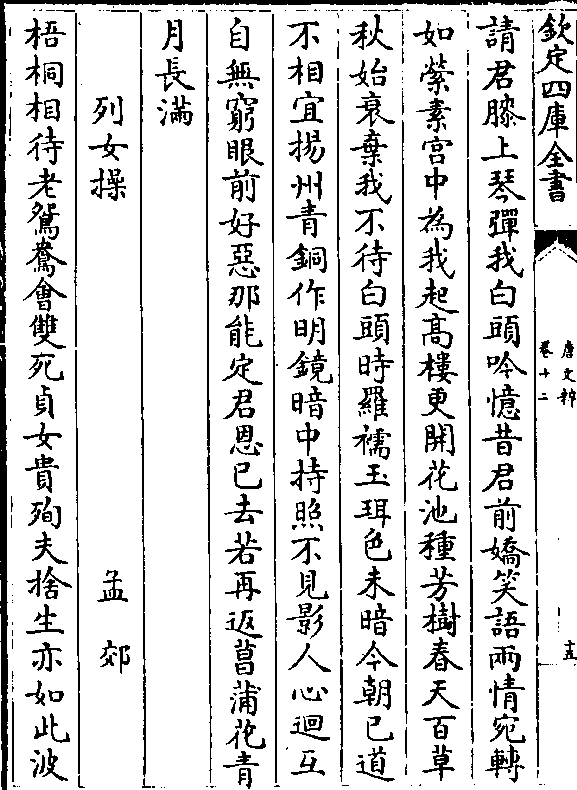 欽定四庫全書
唐文粹
卷十二
十五
請君膝上琴彈我白頭吟憶昔君前嬌笑語兩情宛轉
如縈素宫中為我起髙樓更開花池種芳樹春天百草
秋始衰棄我不待白頭時羅襦玉珥色未暗今朝已道
不相宜揚州青銅作明鏡暗中持照不見影人心迴互
自無窮眼前好惡那能定君恩已去若再返菖蒲花青
月長滿
列女操 孟郊
梧桐相待老鴛鴦會雙死貞女貴殉夫捨生亦如此波